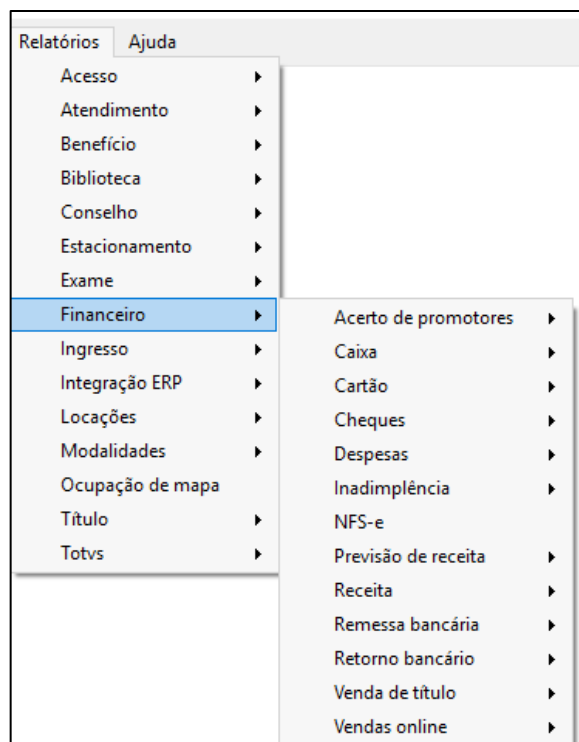 Relatórios Ajuda
Acesso
Atendimento
Benefício
Biblioteca
Conselho
Estacionamento
Exame
Financeiro
Ingresso
Integração ERP
Locações
Modalidades
Ocupação de mapa
Título
Totvs
Acerto de promotores
Caixa
Cartão
Cheques
Despesas
Inadimplência
NFS-e
Previsão de receita
Receita
Remessa bancária
Retorno bancário
Venda de título
Vendas online